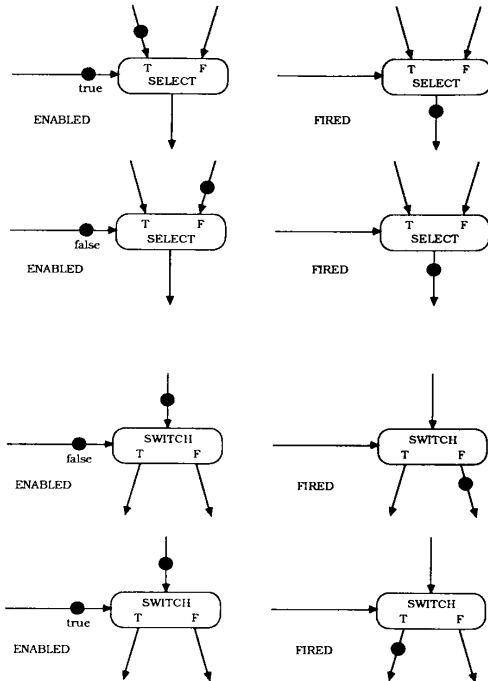 T F
SELECT
true
ENABLED
T F
SELECT
FIRED
T F
SELECT
false
ENABLED
T F
SELECT
FIRED
SWITCH
T F
false
ENABLED
SWITCH
T F
FIRED
SWITCH
T F
true
ENABLED
SWITCH
T F
FIRED